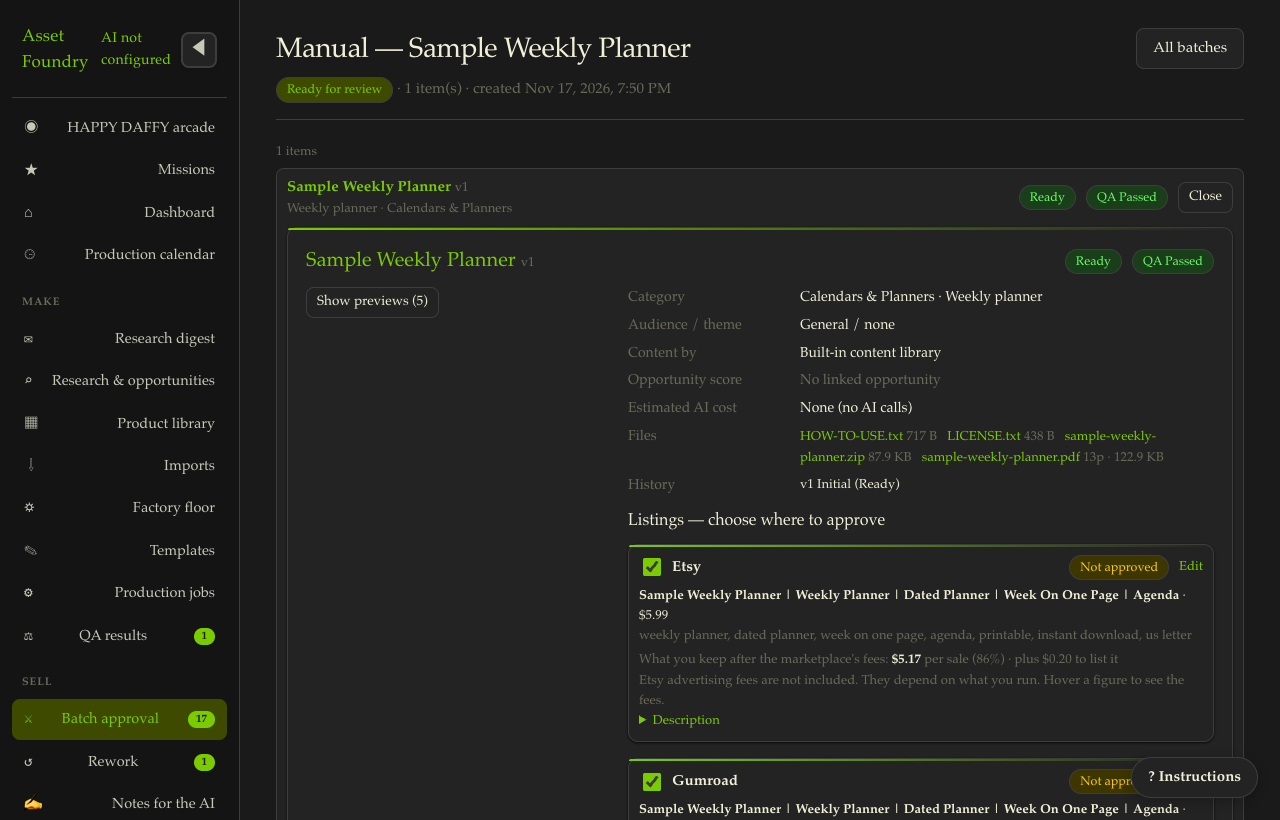 Asset Foundry
AI not configured
HAPPY DAFFY arcade
Missions
Dashboard
Production calendar
MAKE
Research digest
Research & opportunities
Product library
Imports
Factory floor
Templates
Production jobs
QA results 1
SELL
Batch approval 17
Rework 1
Notes for the AI
Manual — Sample Weekly Planner
All batches
Ready for review · 1 item(s) · created Nov 17, 2026, 7:50 PM
1 items
Sample Weekly Planner v1
Weekly planner · Calendars & Planners
Ready QA Passed Close
Sample Weekly Planner v1
Ready QA Passed
Show previews (5)
Category Calendars & Planners · Weekly planner
Audience / theme General / none
Content by Built-in content library
Opportunity score No linked opportunity
Estimated AI cost None (no AI calls)
Files HOW-TO-USE.txt 717 B LICENSE.txt 438 B sample-weekly-
planner.zip 87.9 KB sample-weekly-planner.pdf 13p · 122.9 KB
History v1 Initial (Ready)
Listings — choose where to approve
Etsy Not approved Edit
Sample Weekly Planner | Weekly Planner | Dated Planner | Week On One Page | Agenda ·
$5.99
weekly planner, dated planner, week on one page, agenda, printable, instant download, us letter
What you keep after the marketplace's fees: $5.17 per sale (86%) · plus $0.20 to list it
Etsy advertising fees are not included. They depend on what you run. Hover a figure to see the
fees.
Description
Gumroad Not appr
? Instructions
Sample Weekly Planner | Weekly Planner | Dated Planner | Week On One Page | Agenda ·